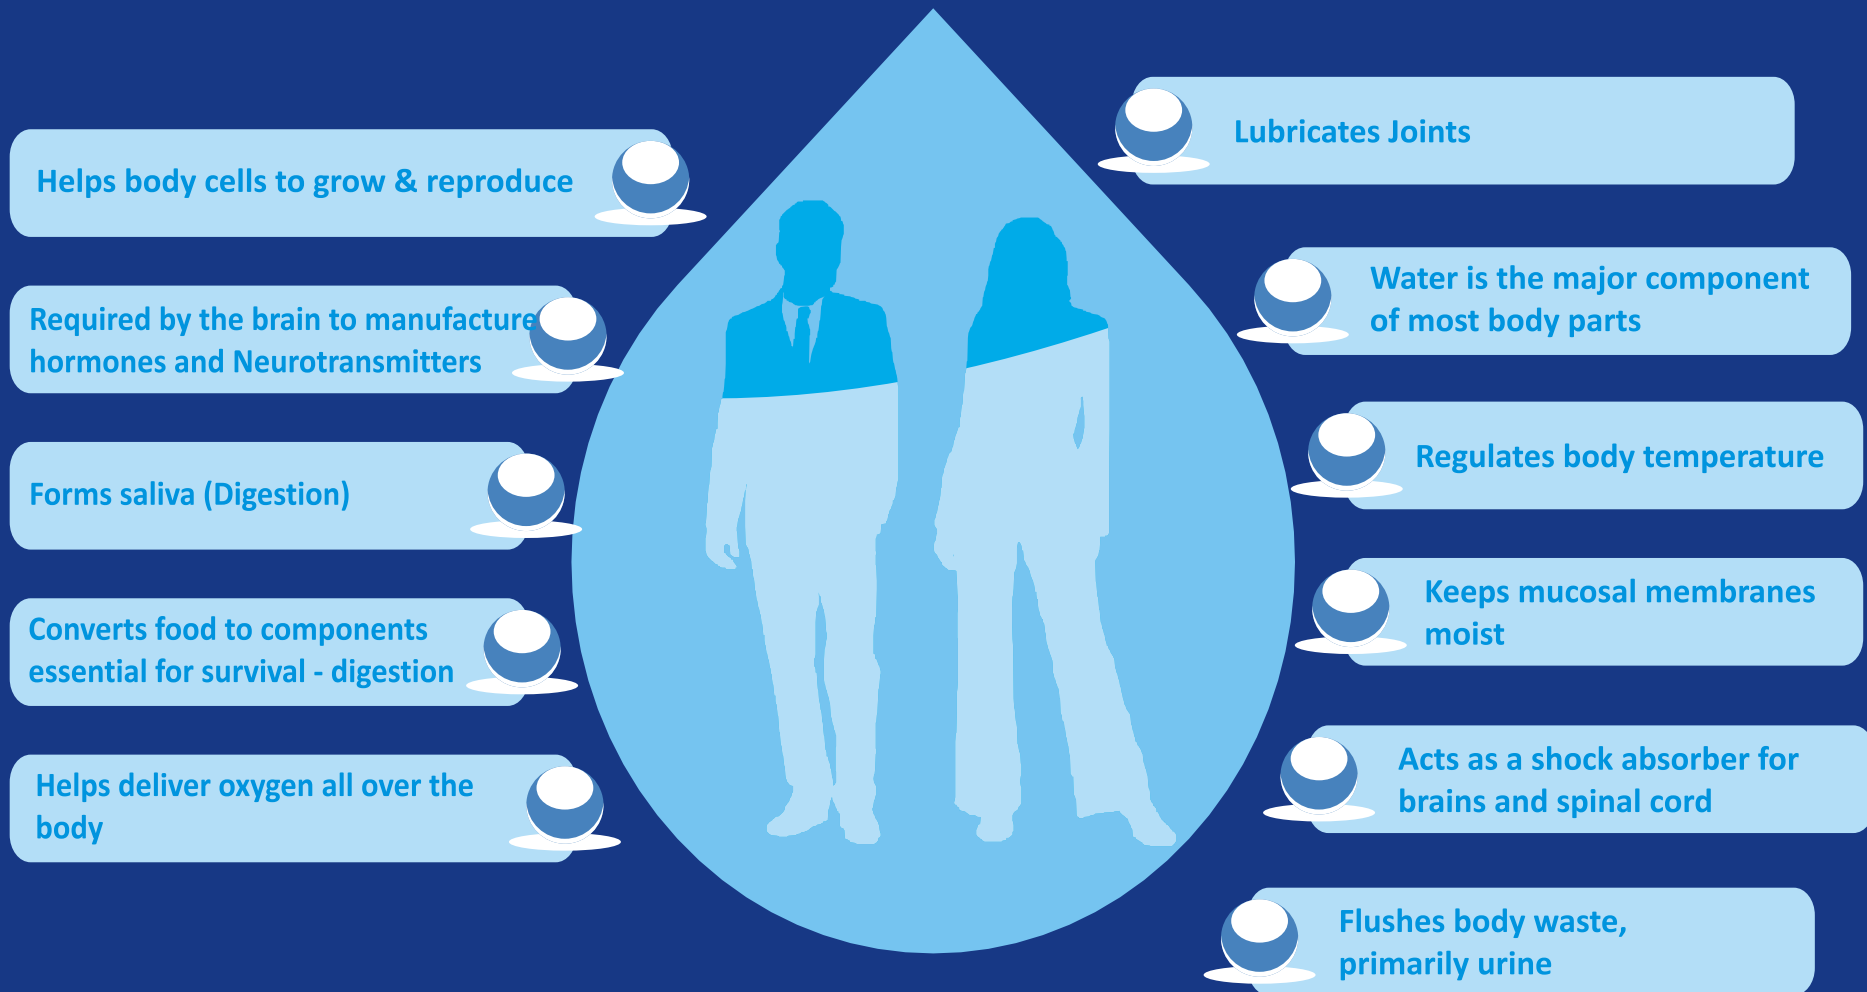 Helps body cells to grow & reproduce
Required by the brain to manufacture
hormones and Neurotransmitters
Forms saliva (Digestion)
Converts food to components
essential for survival - digestion
Helps deliver oxygen all over the
body
Lubricates Joints
Water is the major component
of most body parts
Regulates body temperature
Keeps mucosal membranes
moist
Acts as a shock absorber for
brains and spinal cord
Flushes body waste,
primarily urine